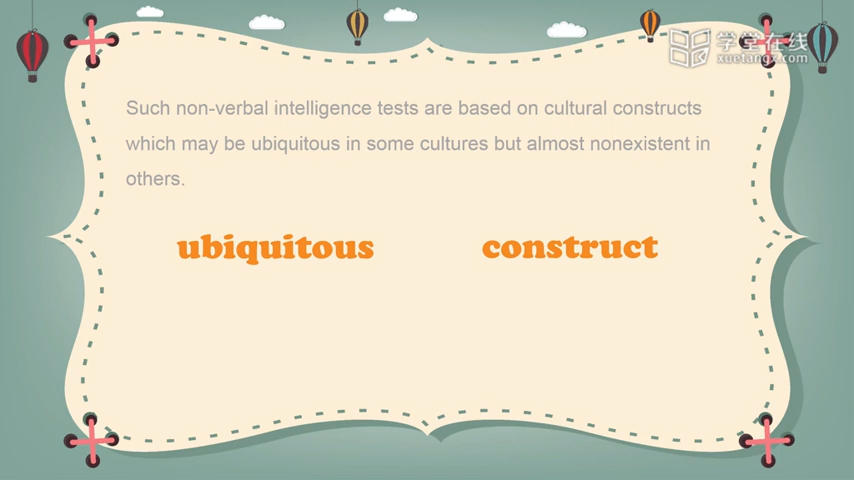 学堂在线
xuetangz.com
Such non-verbal intelligence tests are based on cultural constructs
which may be ubiquitous in some cultures but almost nonexistent in
others.
ubiquitous construct